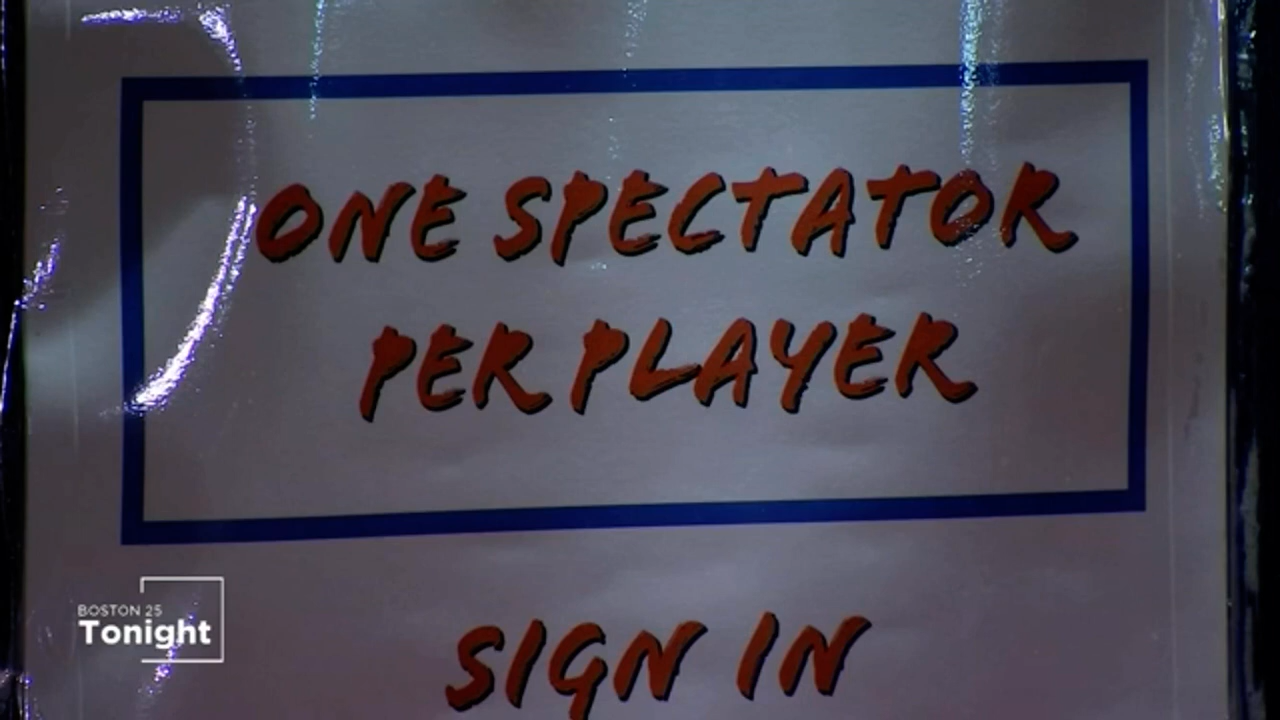 ONE SPECTATOR
PER PLAYER
SIGN IN
BOSTON 25
Tonight